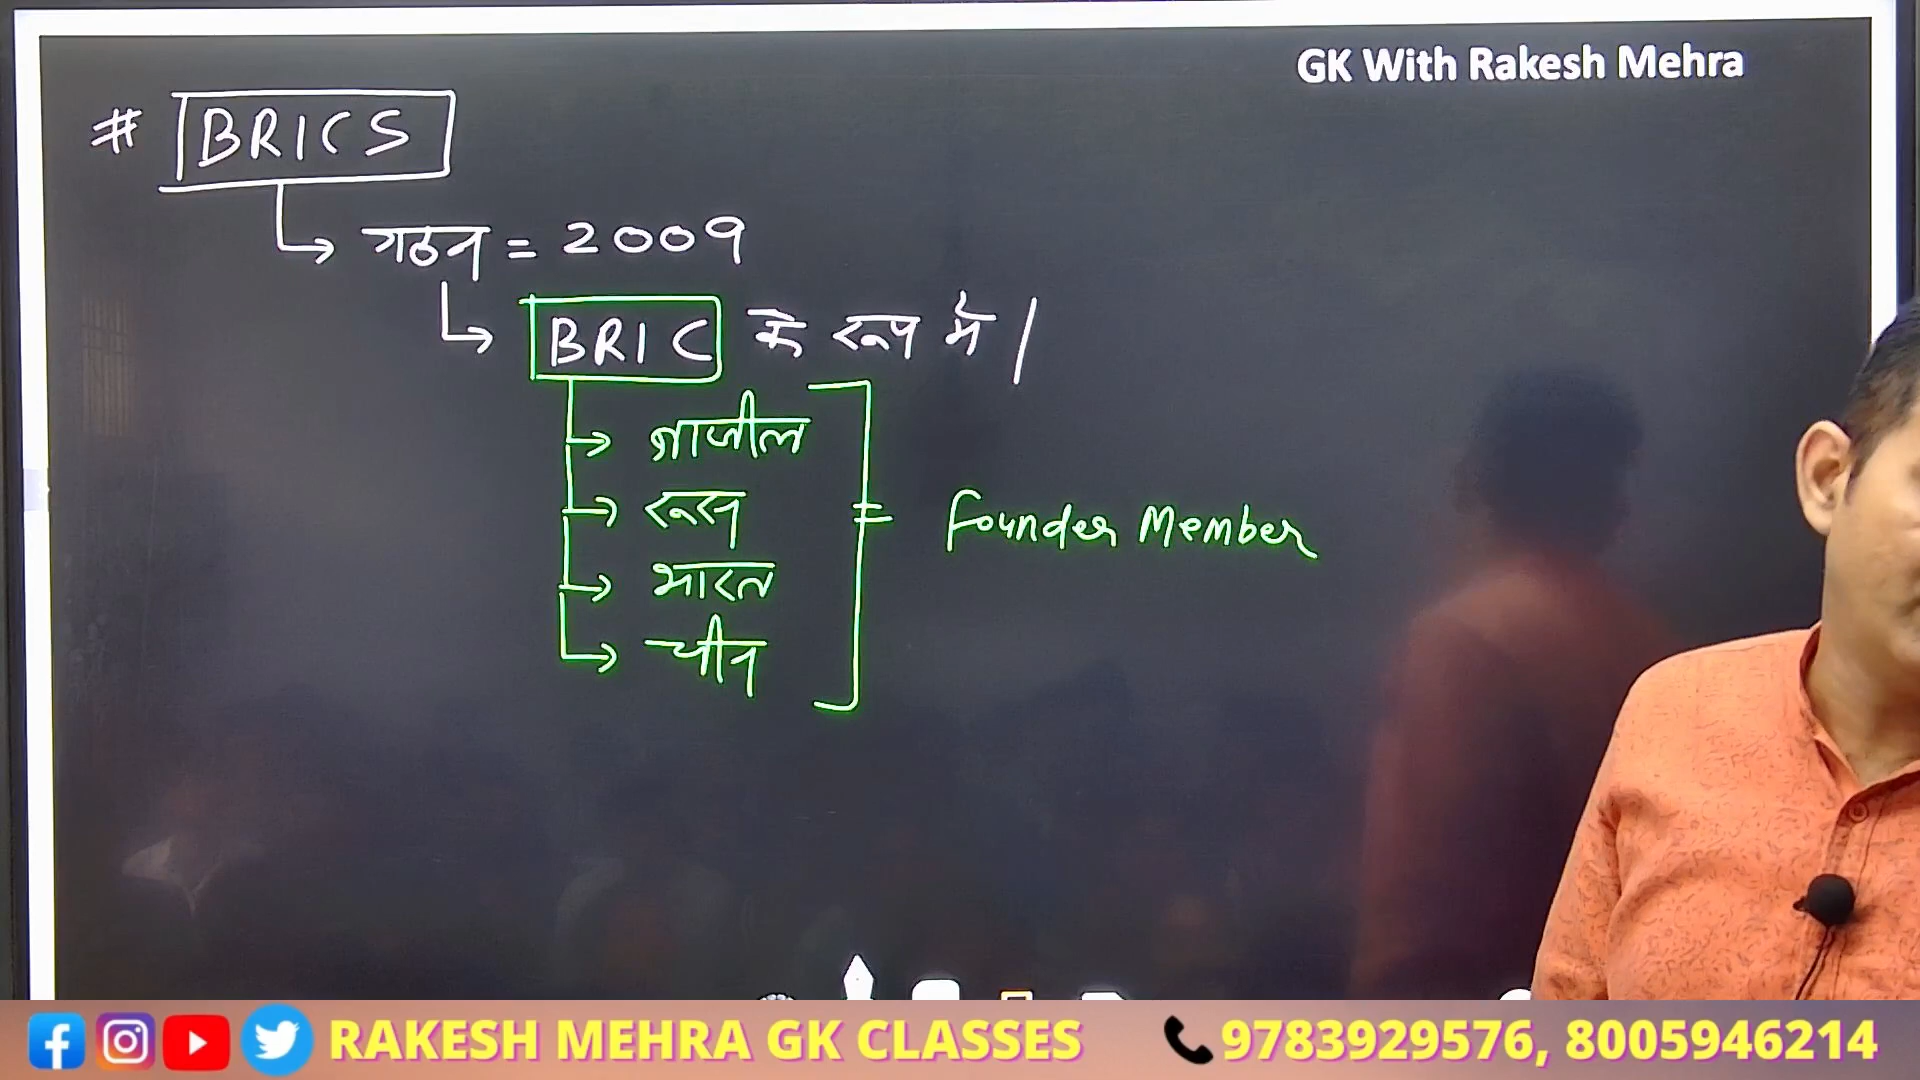 GK With Rakesh Mehra
# BRICS
गठन = 2009
BRIC के रूप में |
ब्राजील
रूस
भारत
चीन
= Founder Member
RAKESH MEHRA GK CLASSES 9783929576, 8005946214